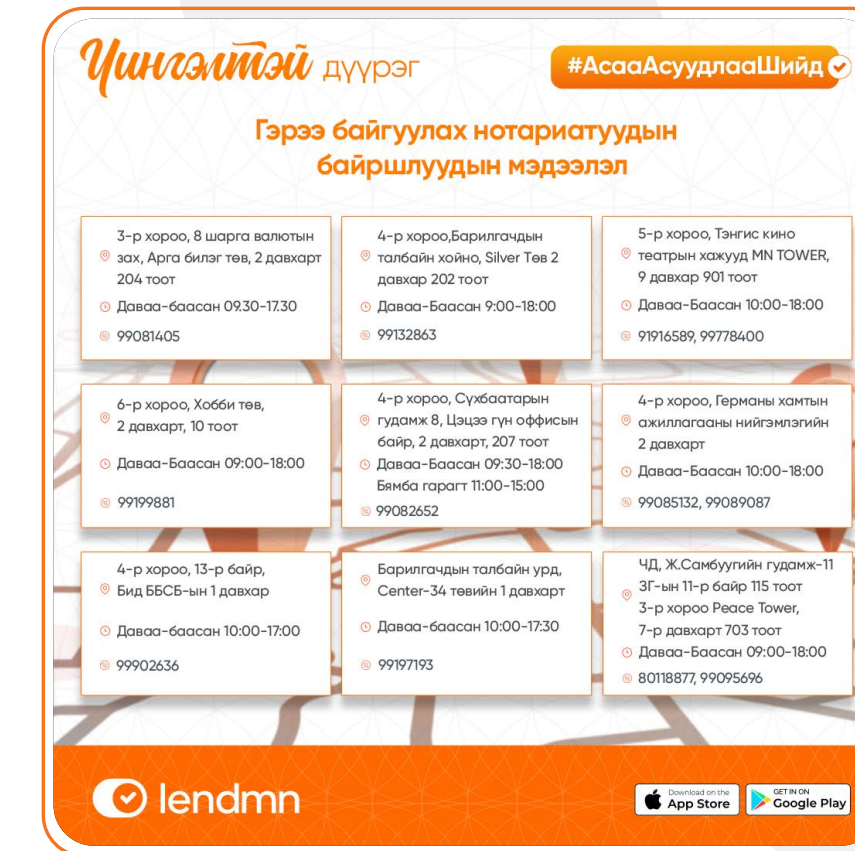 Чингэлтэй дүүрэг
#АсааАсуудлааШийд
Гэрээ байгуулах нотариатуудын
байршлуудын мэдээлэл
3-р хороо, 8 шарга валютын
зах, Арга билэг төв, 2 давхарт
204 тоот
Даваа-баасан 09.30-17.30
99081405
4-р хороо,Барилгачдын
талбайн хойно, Silver Төв 2
давхар 202 тоот
Даваа-Баасан 9:00-18:00
99132863
5-р хороо, Тэнгис кино
театрын хажууд MN TOWER,
9 давхар 901 тоот
Даваа-Баасан 10:00-18:00
91916589, 99778400
6-р хороо, Хобби төв,
2 давхарт, 10 тоот
Даваа-Баасан 09:00-18:00
99199881
4-р хороо, Сүхбаатарын
гудамж 8, Цэцээ гүн оффисын
байр, 2 давхарт, 207 тоот
Даваа-Баасан 09:30-18:00
Бямба гарагт 11:00-15:00
99082652
4-р хороо, Германы хамтын
ажиллагааны нийгэмлэгийн
2 давхарт
Даваа-Баасан 10:00-18:00
99085132, 99089087
4-р хороо, 13-р байр,
Бид ББСБ-ын 1 давхар
Даваа-баасан 10:00-17:00
99902636
Барилгачдын талбайн урд,
Center-34 төвийн 1 давхарт
Даваа-баасан 10:00-17:30
99197193
ЧД, Ж.Самбуугийн гудамж-11
ЗГ-ын 11-р байр 115 тоот
3-р хороо Peace Tower,
7-р давхарт 703 тоот
Даваа-Баасан 09:00-18:00
80118877, 99095696
lendmn
Download on the
App Store
GET IN ON
Google Play